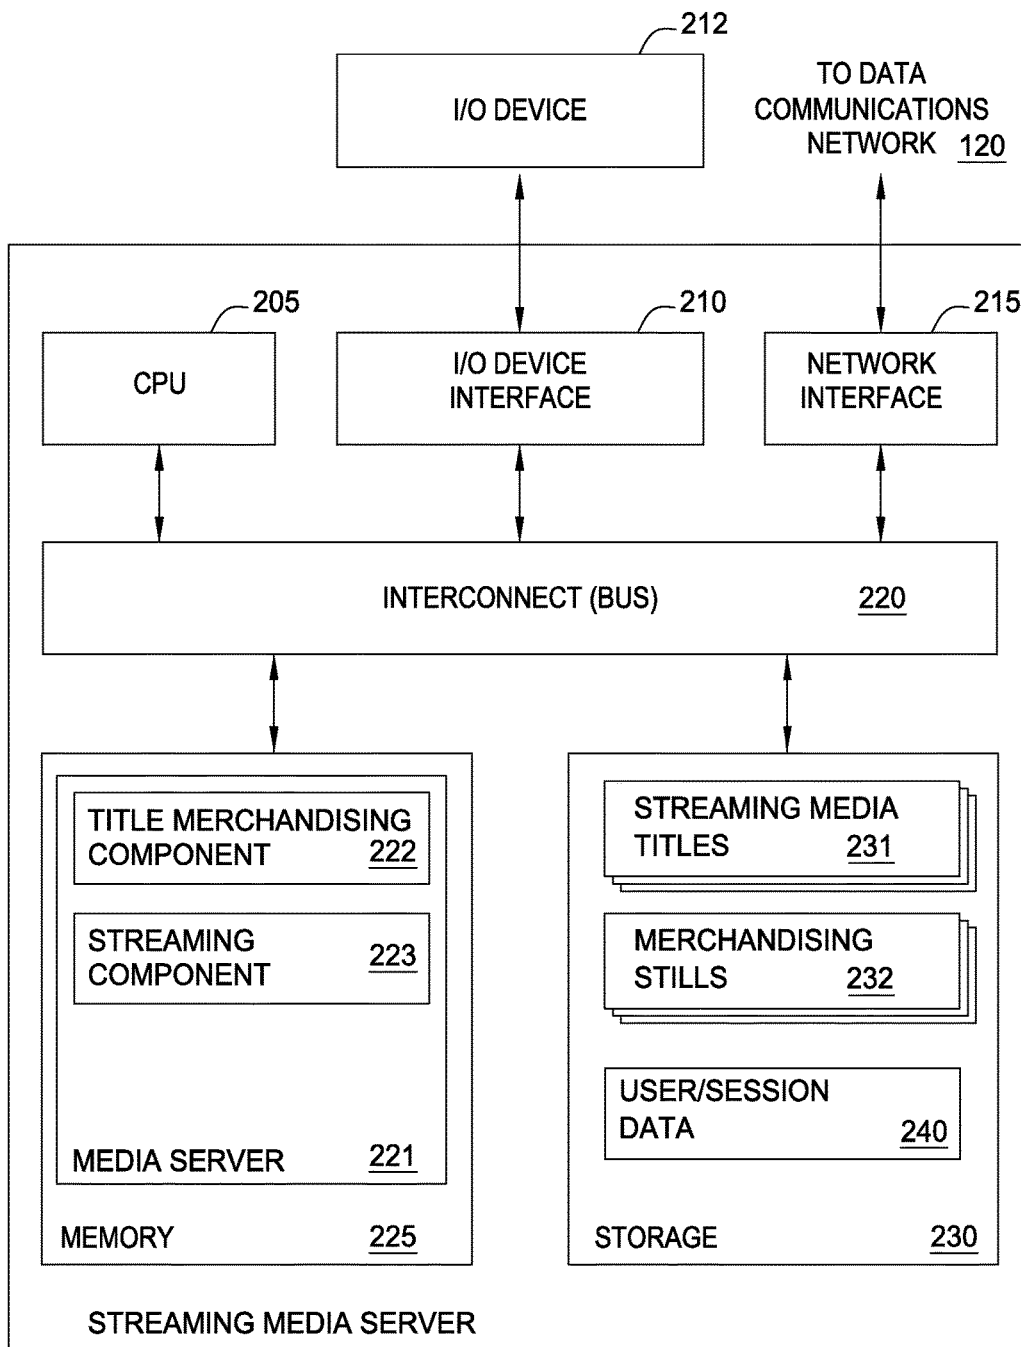 212
I/O DEVICE
TO DATA
COMMUNICATIONS
NETWORK 120
205
210
215
CPU
I/O DEVICE
INTERFACE
NETWORK
INTERFACE
INTERCONNECT (BUS) 220
TITLE MERCHANDISING
COMPONENT 222
STREAMING
COMPONENT 223
MEDIA SERVER 221
MEMORY 225
STREAMING MEDIA
TITLES 231
MERCHANDISING
STILLS 232
USER/SESSION
DATA 240
STORAGE 230
STREAMING MEDIA SERVER